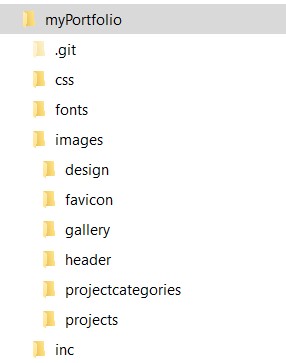 myPortfolio
.git
css
fonts
images
design
favicon
gallery
header
projectcategories
projects
inc